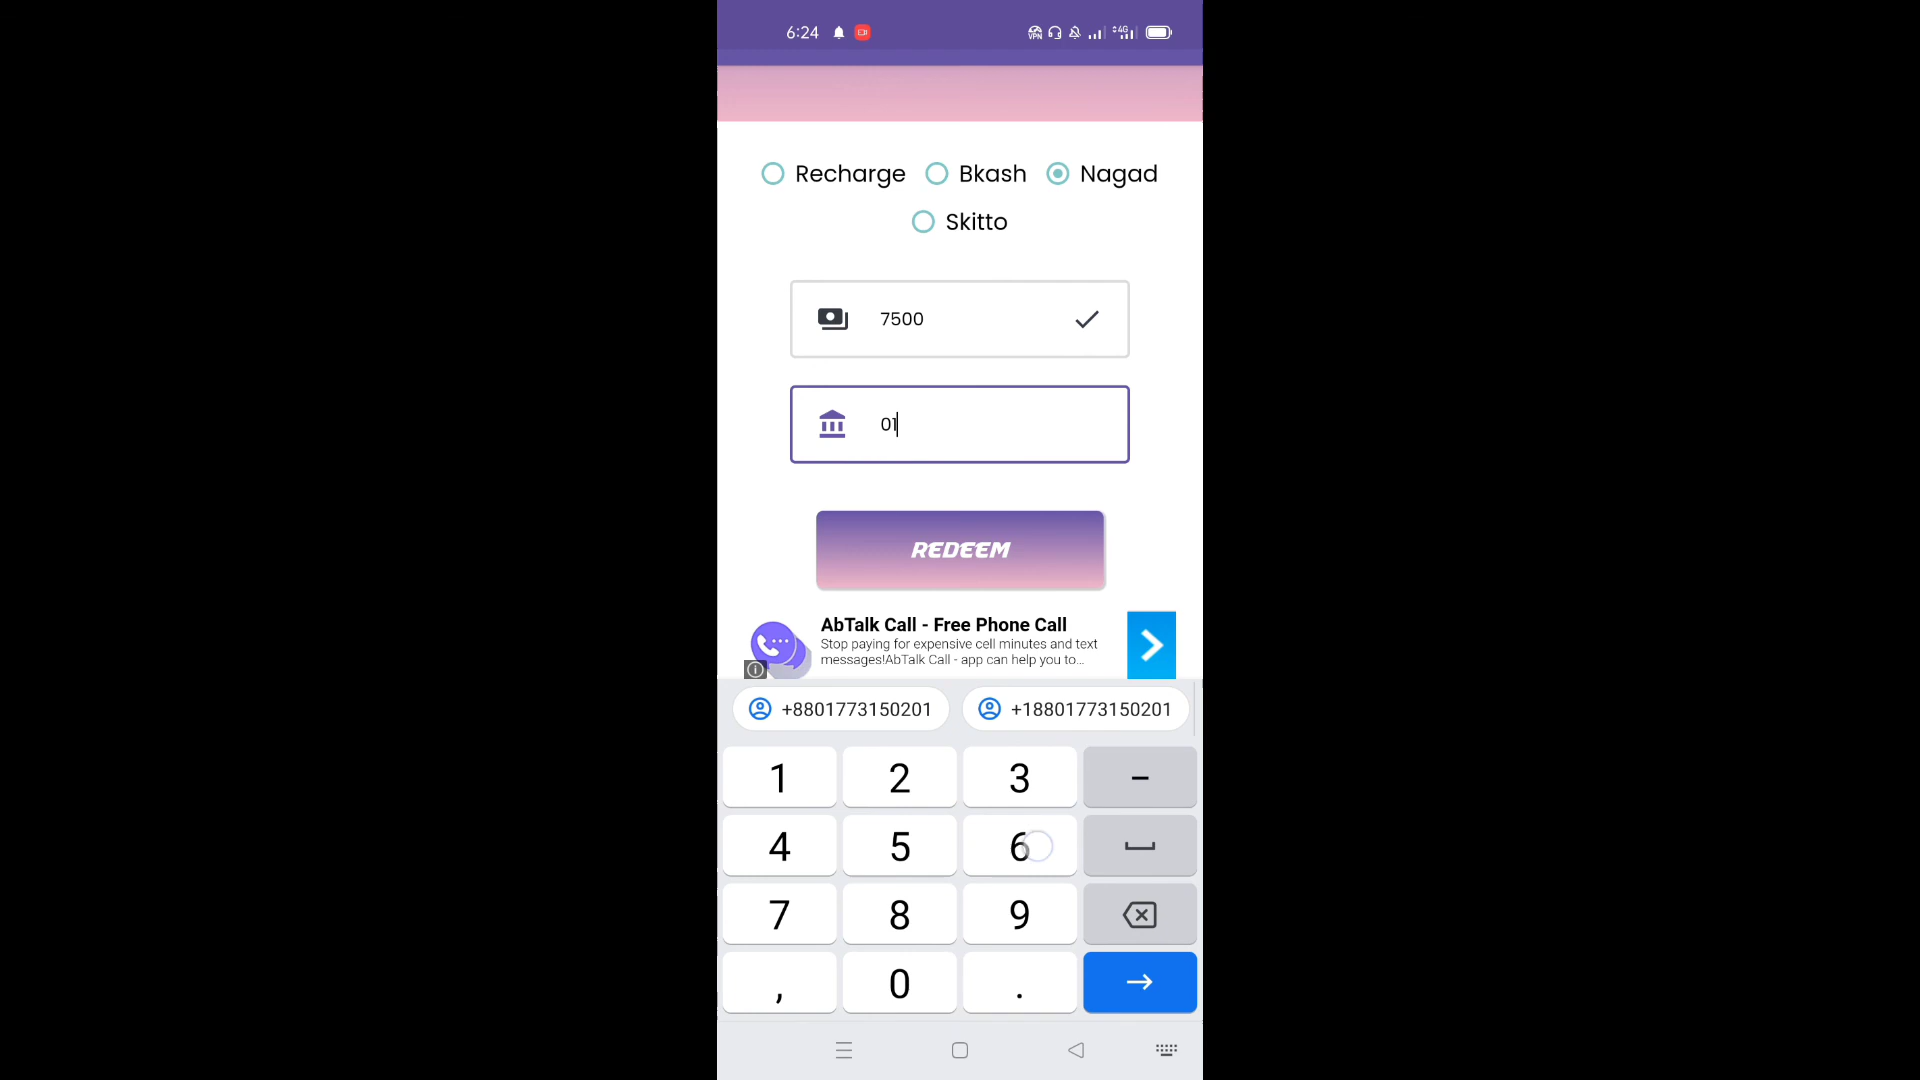 6:24
VPN
4G
Recharge Bkash Nagad
Skitto
7500
01
REDEEM
AbTalk Call - Free Phone Call
Stop paying for expensive cell minutes and text
messages!AbTalk Call - app can help you to...
+8801773150201 +18801773150201
1 2 3 -
4 5 6
7 8 9
, 0 .